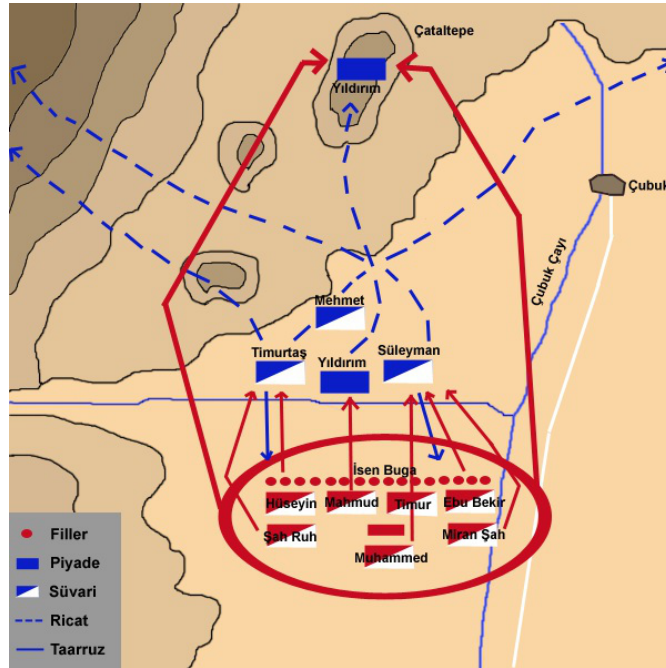 Çataltepe
Yıldırım
Çubuk
Çubuk Çayı
Mehmet
Timurtaş
Yıldırım
Süleyman
İsen Buga
Hüseyin
Mahmud
Timur
Ebu Bekir
Şah Ruh
Muhammed
Miran Şah
Filler
Piyade
Süvari
Ricat
Taarruz